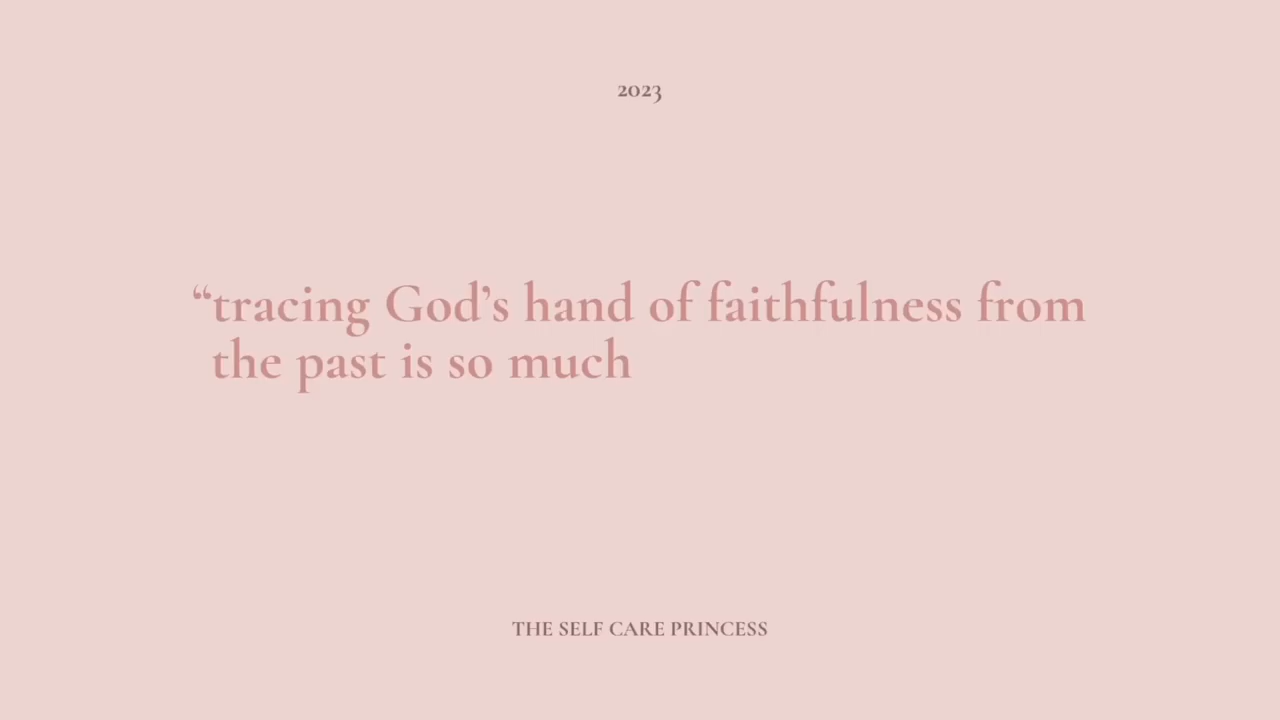 2023
“tracing God’s hand of faithfulness from
the past is so much
THE SELF CARE PRINCESS